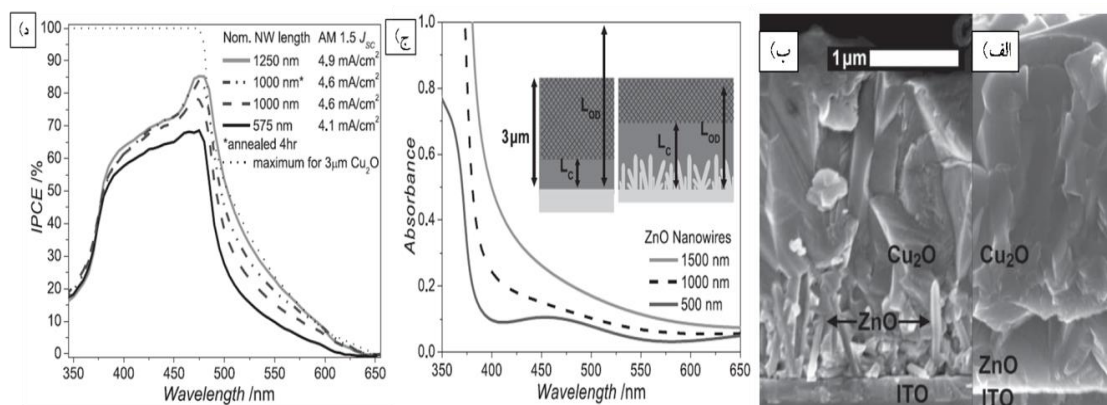 د)
Nom. NW length AM 1.5 JSC
1250 nm 4.9 mA/cm²
1000 nm* 4.6 mA/cm²
1000 nm 4.6 mA/cm²
575 nm 4.1 mA/cm²
*annealed 4hr
maximum for 3μm Cu₂O
IPCE /%
100
90
80
70
60
50
40
30
20
10
0
350 400 450 500 550 600 650
Wavelength /nm
ج)
Absorbance
1.0
0.8
0.6
0.4
0.2
0.0
3μm
LOD
LC
LC
LOD
ZnO Nanowires
1500 nm
1000 nm
500 nm
400 450 500 550 600 650
Wavelength /nm
ب)
1μm
Cu₂O
ZnO
ITO
الف)
Cu₂O
ZnO
ITO